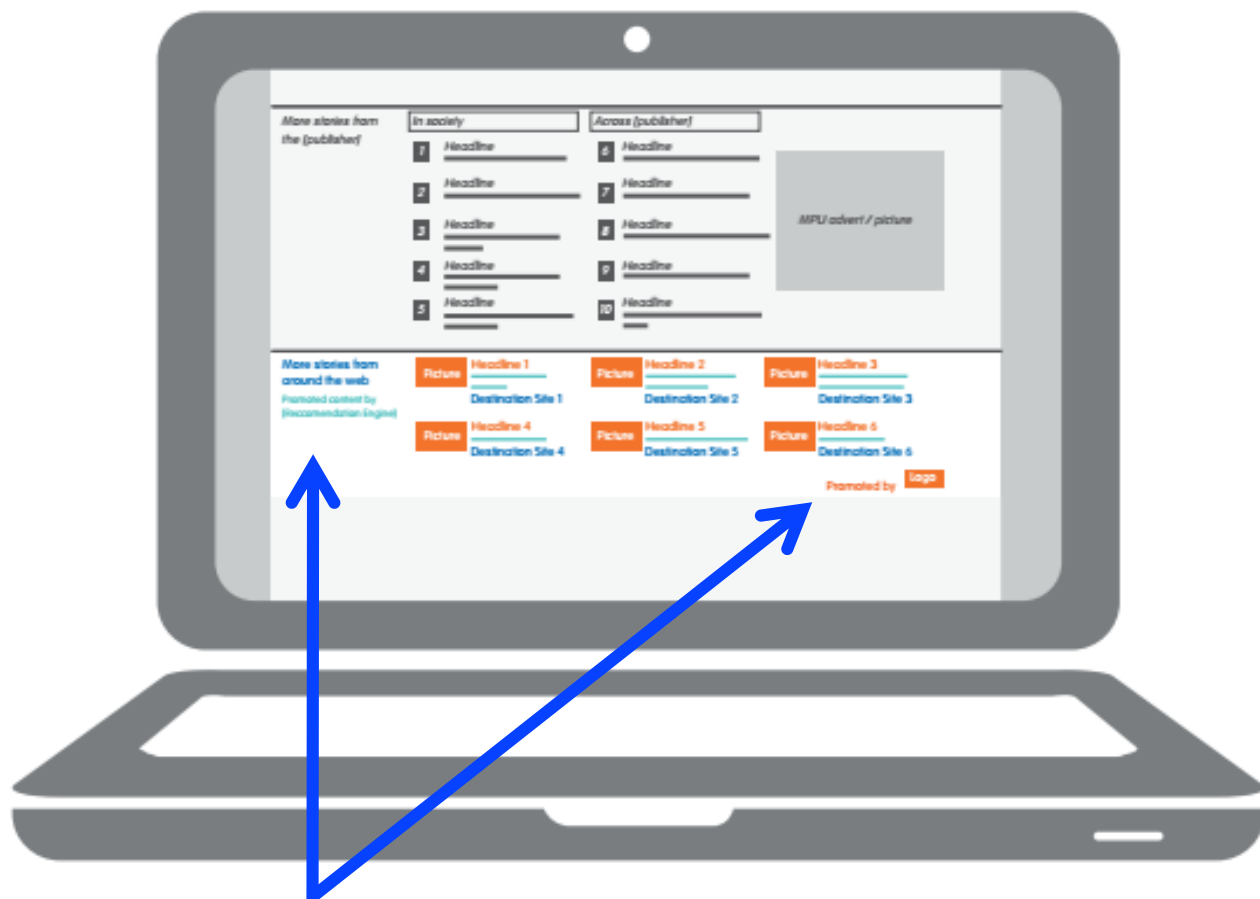 More stories from
the [publisher]
In society
Across [publisher]
1 Headline
2 Headline
3 Headline
4 Headline
5 Headline
6 Headline
7 Headline
8 Headline
9 Headline
10 Headline
MPU advert / picture
More stories from
around the web
Promoted content by
[Reccomendation Engine]
Picture
Headline 1
Destination Site 1
Picture
Headline 2
Destination Site 2
Picture
Headline 3
Destination Site 3
Picture
Headline 4
Destination Site 4
Picture
Headline 5
Destination Site 5
Picture
Headline 6
Destination Site 6
Promoted by
Logo